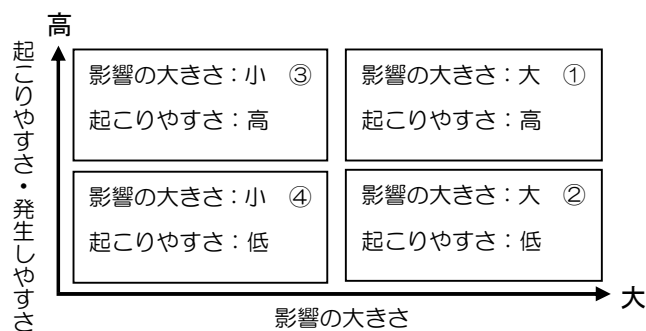 高
起こりやすさ・発生しやすさ
影響の大きさ：小 ③
起こりやすさ：高
影響の大きさ：大 ①
起こりやすさ：高
影響の大きさ：小 ④
起こりやすさ：低
影響の大きさ：大 ②
起こりやすさ：低
大
影響の大きさ